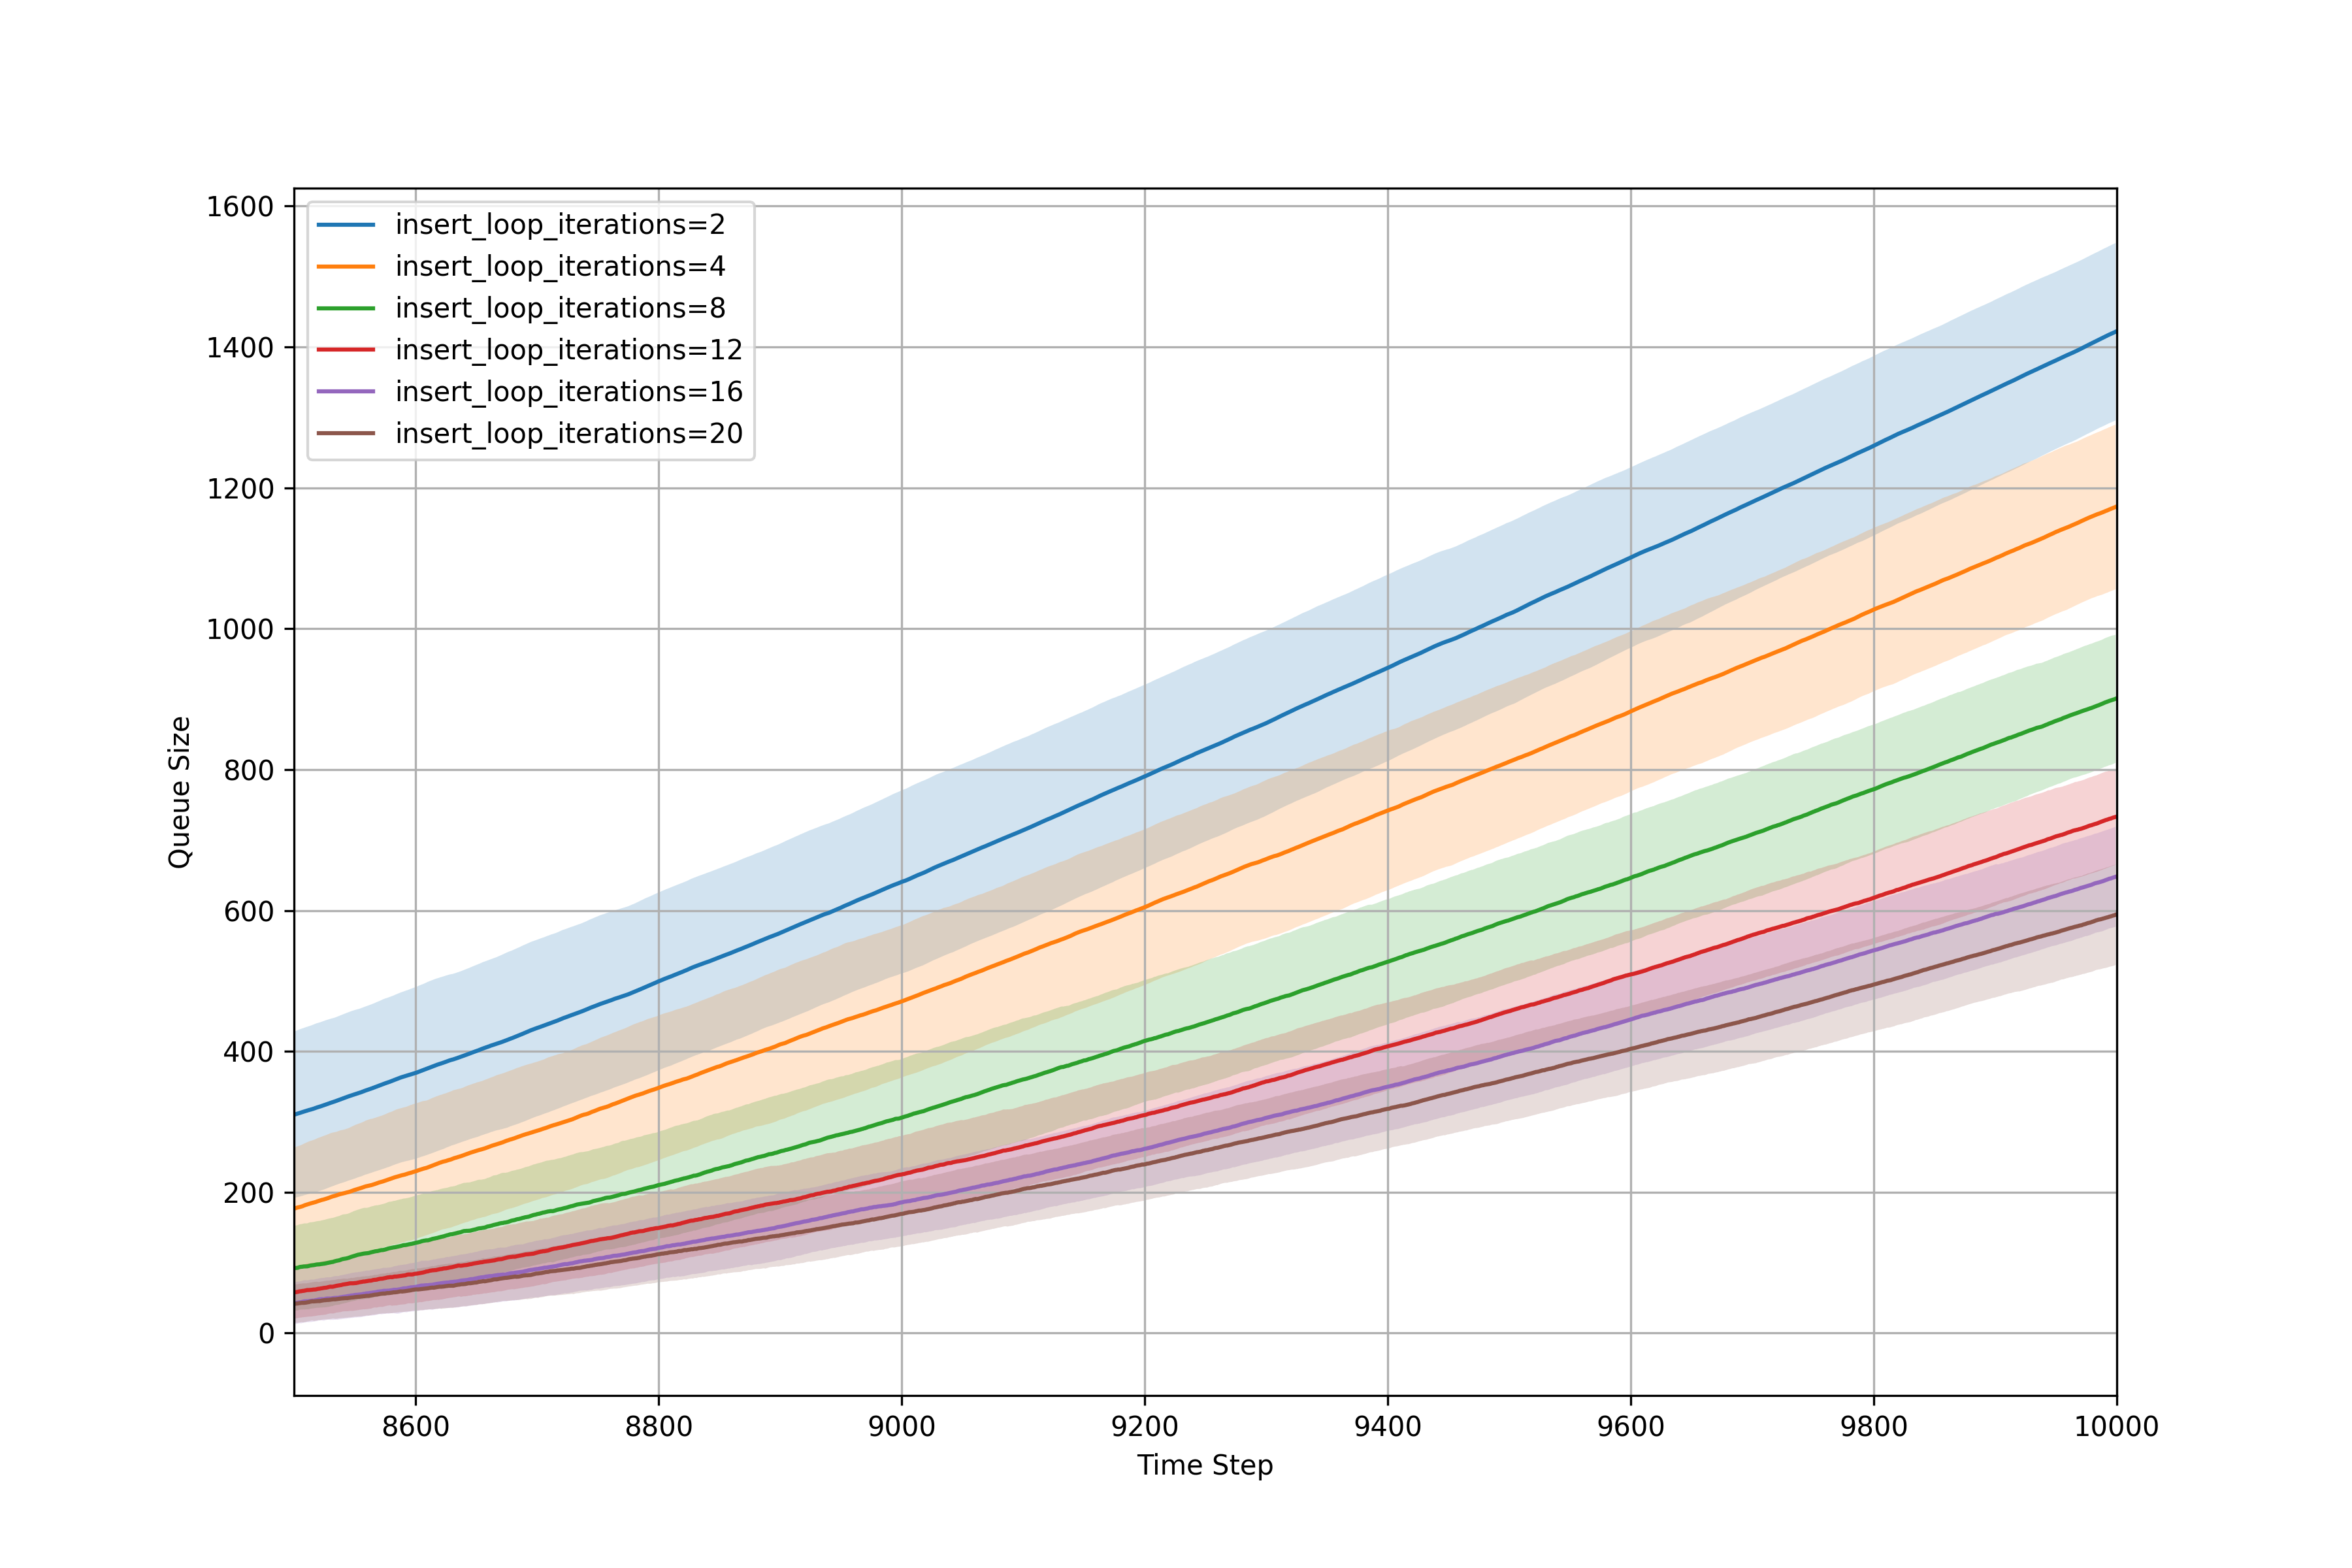 insert_loop_iterations=2
insert_loop_iterations=4
insert_loop_iterations=8
insert_loop_iterations=12
insert_loop_iterations=16
insert_loop_iterations=20
1600
1400
1200
1000
800
600
400
200
0
Queue Size
8600 8800 9000 9200 9400 9600 9800 10000
Time Step